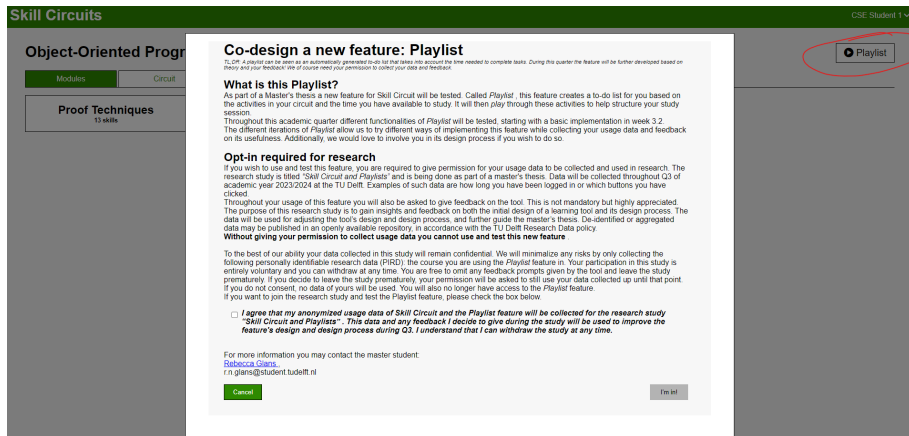 Skill Circuits
CSE Student 1
Object-Oriented Progr
Playlist
Modules
Circuit
Proof Techniques
13 skills
Co-design a new feature: Playlist
TL;DR: A playlist can be seen as an automatically generated to-do list that takes into account the time needed to complete tasks. During this quarter the feature will be further developed based on
theory and your feedback! We of course need your permission to collect your data and feedback.
What is this Playlist?
As part of a Master's thesis a new feature for Skill Circuit will be tested. Called Playlist , this feature creates a to-do list for you based on
the activities in your circuit and the time you have available to study. It will then play through these activities to help structure your study
session.
Throughout this academic quarter different functionalities of Playlist will be tested, starting with a basic implementation in week 3.2.
The different iterations of Playlist allow us to try different ways of implementing this feature while collecting your usage data and feedback
on its usefulness. Additionally, we would love to involve you in its design process if you wish to do so.
Opt-in required for research
If you wish to use and test this feature, you are required to give permission for your usage data to be collected and used in research. The
research study is titled "Skill Circuit and Playlists" and is being done as part of a master's thesis. Data will be collected throughout Q3 of
academic year 2023/2024 at the TU Delft. Examples of such data are how long you have been logged in or which buttons you have
clicked.
Throughout your usage of this feature you will also be asked to give feedback on the tool. This is not mandatory but highly appreciated.
The purpose of this research study is to gain insights and feedback on both the initial design of a learning tool and its design process. The
data will be used for adjusting the tool's design and design process, and further guide the master's thesis. De-identified or aggregated
data may be published in an openly available repository, in accordance with the TU Delft Research Data policy.
Without giving your permission to collect usage data you cannot use and test this new feature .
To the best of our ability your data collected in this study will remain confidential. We will minimalize any risks by only collecting the
following personally identifiable research data (PIRD): the course you are using the Playlist feature in. Your participation in this study is
entirely voluntary and you can withdraw at any time. You are free to omit any feedback prompts given by the tool and leave the study
prematurely. If you decide to leave the study prematurely, your permission will be asked to still use your data collected up until that point.
If you do not consent, no data of yours will be used. You will also no longer have access to the Playlist feature.
If you want to join the research study and test the Playlist feature, please check the box below.
I agree that my anonymized usage data of Skill Circuit and the Playlist feature will be collected for the research study
"Skill Circuit and Playlists" . This data and any feedback I decide to give during the study will be used to improve the
feature's design and design process during Q3. I understand that I can withdraw the study at any time.
For more information you may contact the master student:
Rebecca Glans
r.n.glans@student.tudelft.nl
Cancel
I'm in!